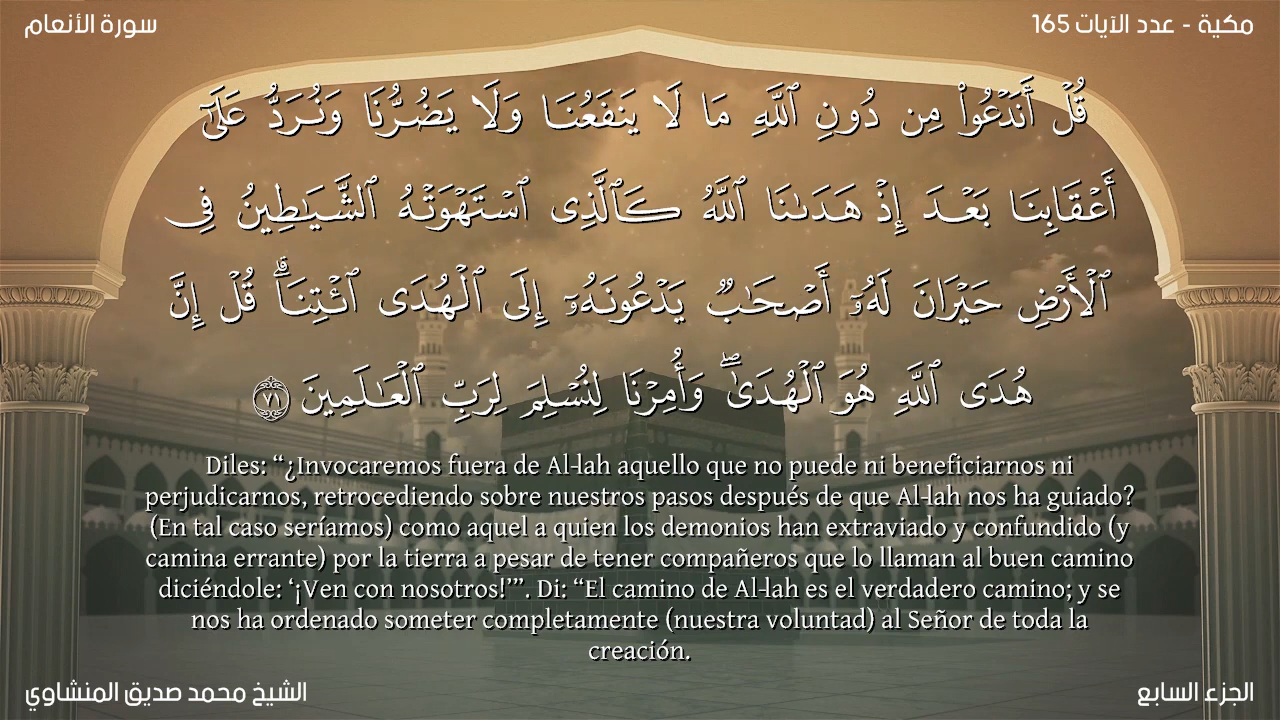 سورة الأنعام
مكية - عدد الآيات 165
قُلْ أَنَدْعُوا۟ مِن دُونِ ٱللَّهِ مَا لَا يَنفَعُنَا وَلَا يَضُرُّنَا وَنُرَدُّ عَلَىٰٓ
أَعْقَابِنَا بَعْدَ إِذْ هَدَىٰنَا ٱللَّهُ كَٱلَّذِى ٱسْتَهْوَتْهُ ٱلشَّيَـٰطِينُ فِى
ٱلْأَرْضِ حَيْرَانَ لَهُۥٓ أَصْحَـٰبٌ يَدْعُونَهُۥٓ إِلَى ٱلْهُدَى ٱئْتِنَا ۗ قُلْ إِنَّ
هُدَى ٱللَّهِ هُوَ ٱلْهُدَىٰ ۖ وَأُمِرْنَا لِنُسْلِمَ لِرَبِّ ٱلْعَـٰلَمِينَ ٧١
Diles: “¿Invocaremos fuera de Al-lah aquello que no puede ni beneficiarnos ni
perjudicarnos, retrocediendo sobre nuestros pasos después de que Al-lah nos ha guiado?
(En tal caso seríamos) como aquel a quien los demonios han extraviado y confundido (y
camina errante) por la tierra a pesar de tener compañeros que lo llaman al buen camino
diciéndole: ‘¡Ven con nosotros!’”. Di: “El camino de Al-lah es el verdadero camino; y se
nos ha ordenado someter completamente (nuestra voluntad) al Señor de toda la
creación.
الشيخ محمد صديق المنشاوي
الجزء السابع